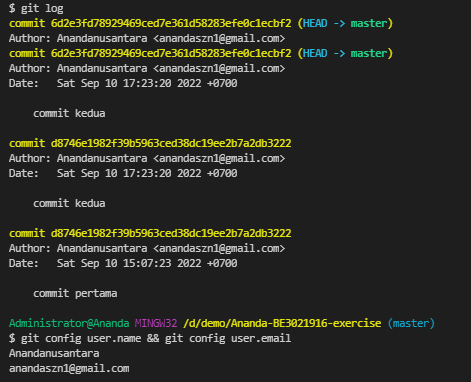 $ git log
commit 6d2e3fd78929469ced7e361d58283efe0c1ecbf2 (HEAD -> master)
Author: Anandanusantara <anandaszn1@gmail.com>
commit 6d2e3fd78929469ced7e361d58283efe0c1ecbf2 (HEAD -> master)
Author: Anandanusantara <anandaszn1@gmail.com>
Date:   Sat Sep 10 17:23:20 2022 +0700

    commit kedua

commit d8746e1982f39b5963ced38dc19ee2b7a2db3222
Author: Anandanusantara <anandaszn1@gmail.com>
Date:   Sat Sep 10 17:23:20 2022 +0700

    commit kedua

commit d8746e1982f39b5963ced38dc19ee2b7a2db3222
Author: Anandanusantara <anandaszn1@gmail.com>
Date:   Sat Sep 10 15:07:23 2022 +0700

    commit pertama

Administrator@Ananda MINGW32 /d/demo/Ananda-BE3021916-exercise (master)
$ git config user.name && git config user.email
Anandanusantara
anandaszn1@gmail.com